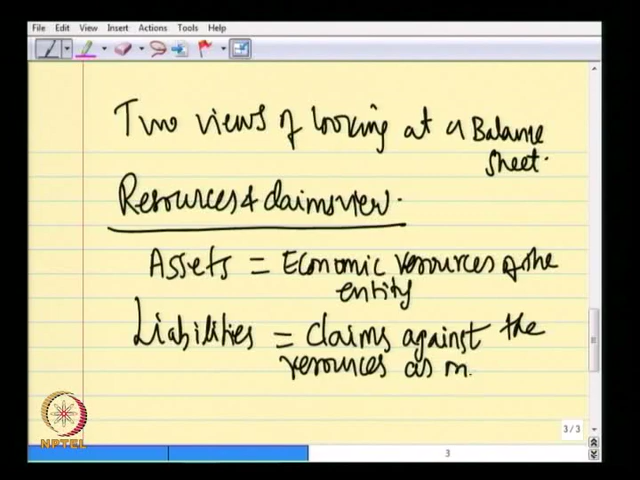 File Edit View Insert Actions Tools Help
Two views of looking at a Balance
sheet.
Resources & claims view.
Assets = Economic resources of the
entity
Liabilities = claims against the
resources as m
NPTEL
3/3
3